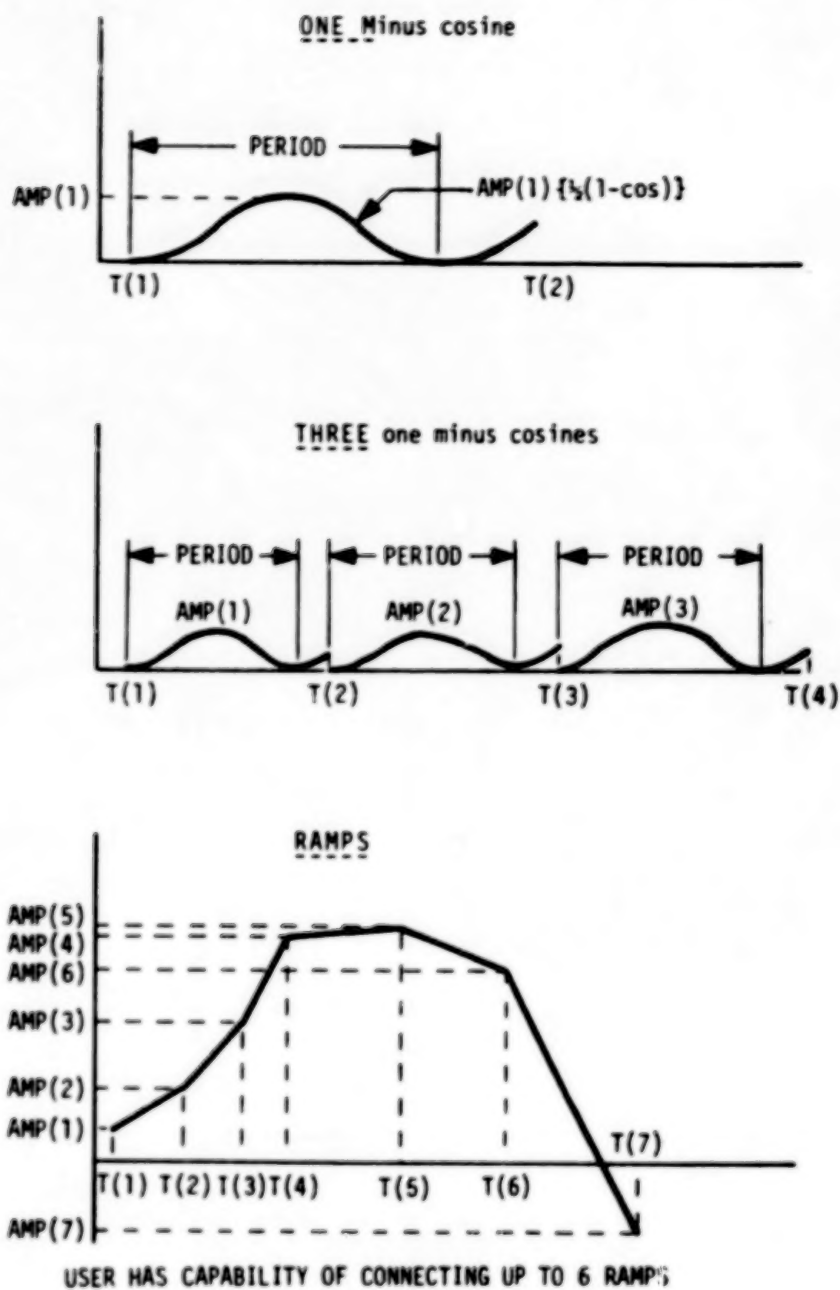 ONE Minus cosine
PERIOD
AMP(1)
AMP(1){½(1-cos)}
T(1)
T(2)
THREE one minus cosines
PERIOD
PERIOD
PERIOD
AMP(1)
AMP(2)
AMP(3)
T(1)
T(2)
T(3)
T(4)
RAMPS
AMP(5)
AMP(4)
AMP(6)
AMP(3)
AMP(2)
AMP(1)
T(7)
T(1) T(2) T(3) T(4) T(5) T(6)
AMP(7)
USER HAS CAPABILITY OF CONNECTING UP TO 6 RAMPS